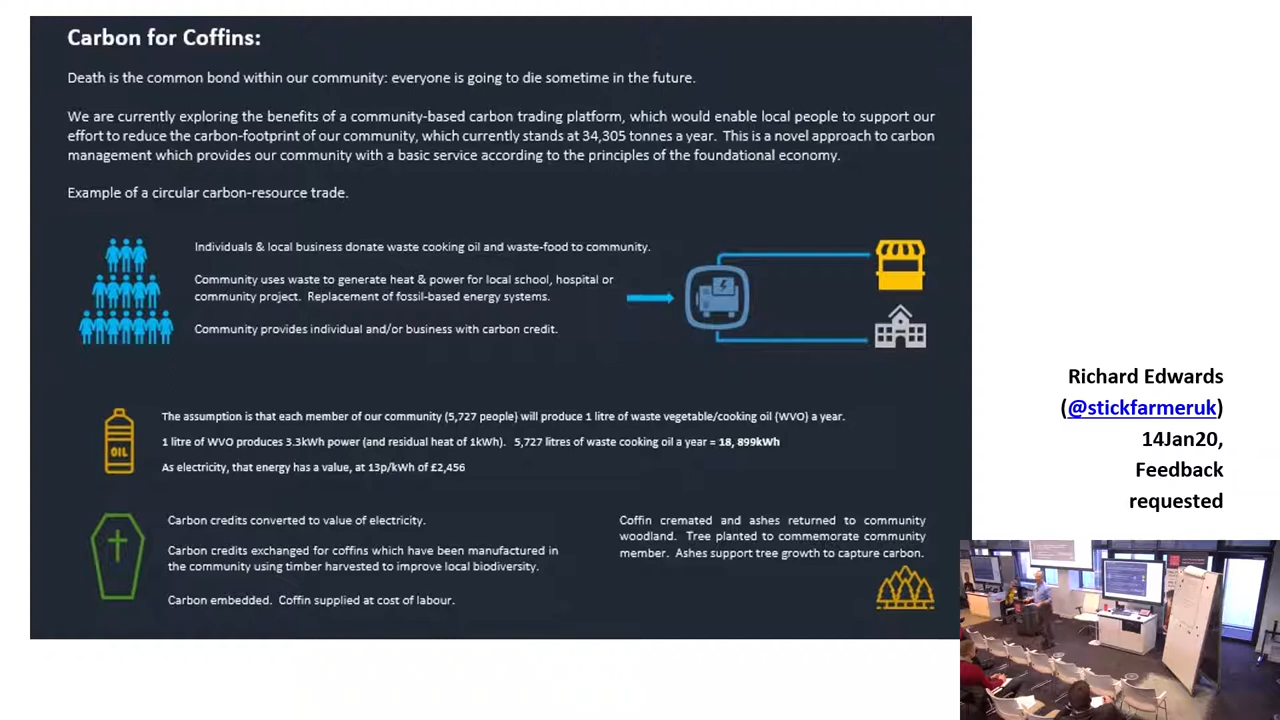 Carbon for Coffins:
Death is the common bond within our community: everyone is going to die sometime in the future.
We are currently exploring the benefits of a community-based carbon trading platform, which would enable local people to support our
effort to reduce the carbon-footprint of our community, which currently stands at 34,305 tonnes a year. This is a novel approach to carbon
management which provides our community with a basic service according to the principles of the foundational economy.
Example of a circular carbon-resource trade.
Individuals & local business donate waste cooking oil and waste-food to community.
Community uses waste to generate heat & power for local school, hospital or
community project. Replacement of fossil-based energy systems.
Community provides individual and/or business with carbon credit.
The assumption is that each member of our community (5,727 people) will produce 1 litre of waste vegetable/cooking oil (WVO) a year.
OIL
1 litre of WVO produces 3.3kWh power (and residual heat of 1kWh). 5,727 litres of waste cooking oil a year = 18, 899kWh
As electricity, that energy has a value, at 13p/kWh of £2,456
Carbon credits converted to value of electricity.
Carbon credits exchanged for coffins which have been manufactured in
the community using timber harvested to improve local biodiversity.
Carbon embedded. Coffin supplied at cost of labour.
Coffin cremated and ashes returned to community
woodland. Tree planted to commemorate community
member. Ashes support tree growth to capture carbon.
Richard Edwards
(@stickfarmeruk)
14Jan20,
Feedback
requested